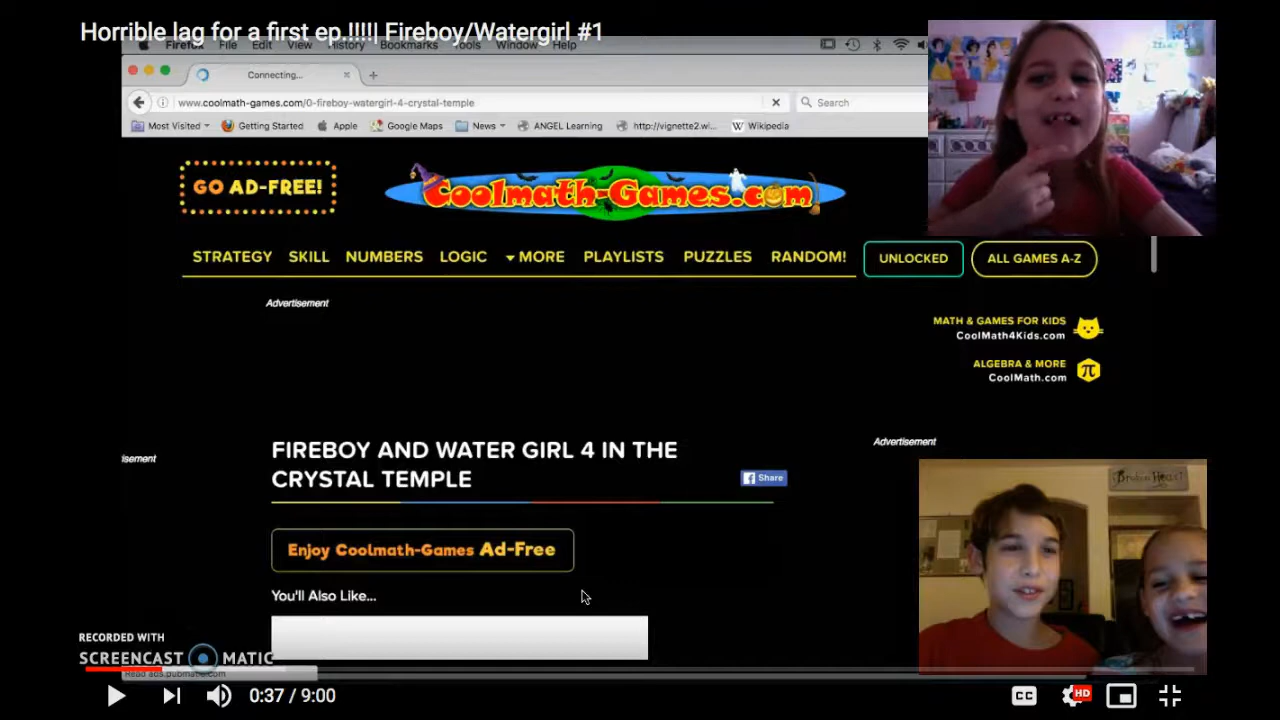 Horrible lag for a first ep.!!!!| Fireboy/Watergirl #1
Firefox File Edit View History Bookmarks Tools Window Help
Connecting...
www.coolmath-games.com/0-fireboy-watergirl-4-crystal-temple
Search
Most Visited Getting Started Apple Google Maps News ANGEL Learning http://vignette2.wi... Wikipedia
GO AD-FREE!
Coolmath-Games.com
STRATEGY SKILL NUMBERS LOGIC MORE PLAYLISTS PUZZLES RANDOM! UNLOCKED ALL GAMES A-Z
Advertisement
MATH & GAMES FOR KIDS
CoolMath4Kids.com
ALGEBRA & MORE
CoolMath.com
Advertisement
isement
FIREBOY AND WATER GIRL 4 IN THE
CRYSTAL TEMPLE
Share
Enjoy Coolmath-Games Ad-Free
You'll Also Like...
RECORDED WITH
SCREENCAST MATIC
Read ads.pubmatic.com
0:37 / 9:00
CC
HD